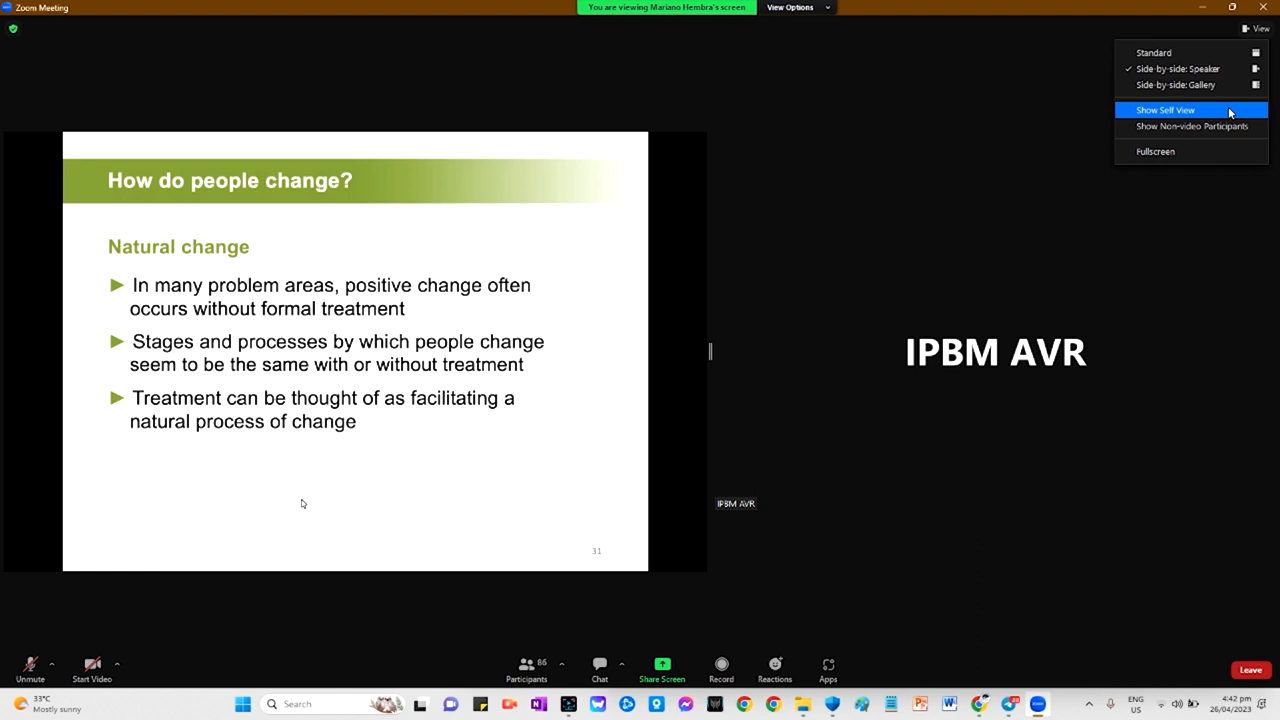 Zoom Meeting
You are viewing Mariano Hembra's screen
View Options
View
Standard
Side-by-side: Speaker
Side-by-side: Gallery
Show Self View
Show Non-video Participants
Fullscreen
How do people change?
Natural change
In many problem areas, positive change often
occurs without formal treatment
Stages and processes by which people change
seem to be the same with or without treatment
Treatment can be thought of as facilitating a
natural process of change
31
IPBM AVR
IPBM AVR
Unmute
Start Video
86
Participants
Chat
Share Screen
Record
Reactions
Apps
Leave
33°C
Mostly sunny
Search
ENG
US
4:42 pm
26/04/2023